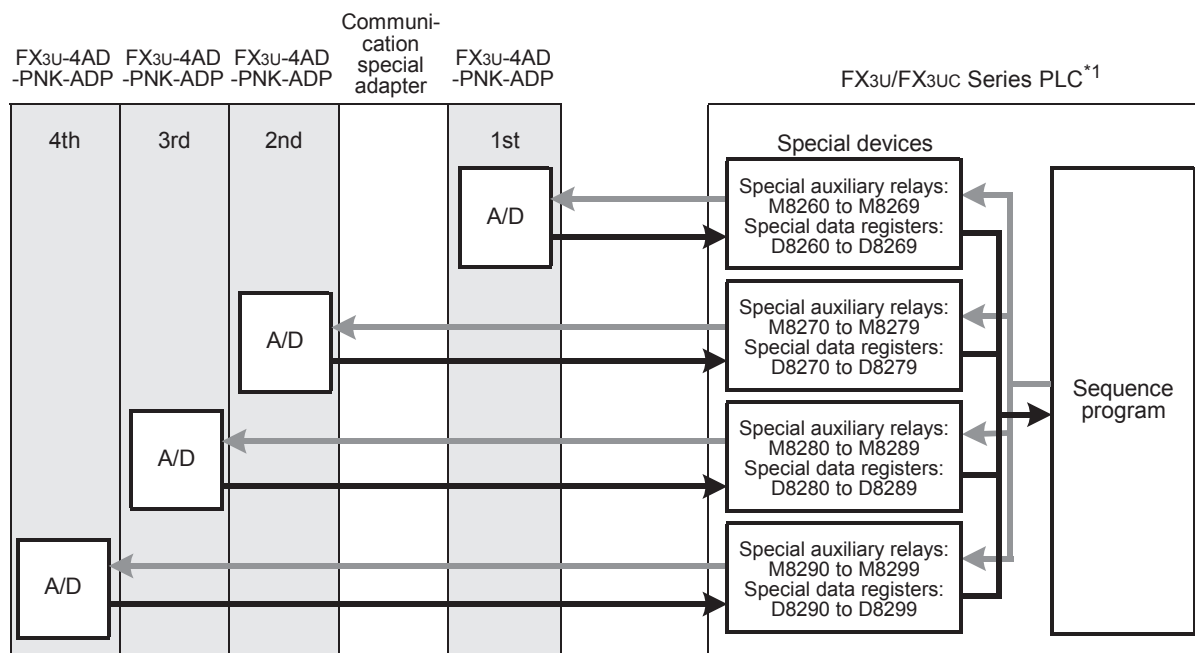 FX3U-4AD
-PNK-ADP
FX3U-4AD
-PNK-ADP
FX3U-4AD
-PNK-ADP
Communi-
cation
special
adapter
FX3U-4AD
-PNK-ADP
FX3U/FX3UC Series PLC*1
4th
3rd
2nd
1st
Special devices
A/D
Special auxiliary relays:
M8260 to M8269
Special data registers:
D8260 to D8269
A/D
Special auxiliary relays:
M8270 to M8279
Special data registers:
D8270 to D8279
Sequence
program
A/D
Special auxiliary relays:
M8280 to M8289
Special data registers:
D8280 to D8289
A/D
Special auxiliary relays:
M8290 to M8299
Special data registers:
D8290 to D8299